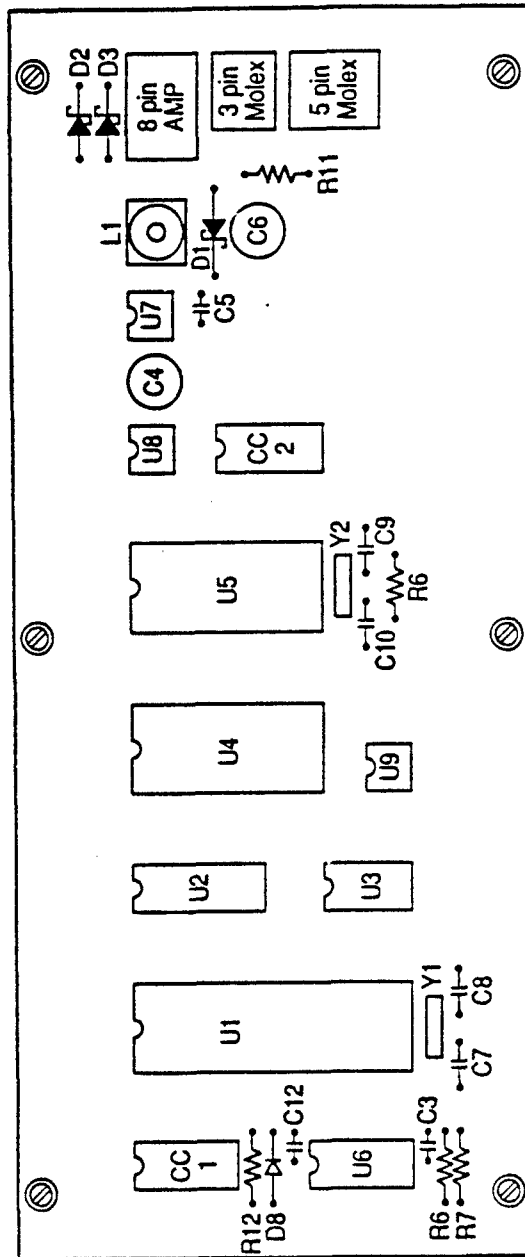 D2
D3
8 pin
AMP
3 pin
Molex
5 pin
Molex
L1
D1
C6
R11
U7
C5
C4
U8
CC
2
U5
Y2
C9
C10
R6
U4
U9
U2
U3
U1
Y1
C8
C7
CC
1
R12
D8
C12
U6
C3
R6
R7